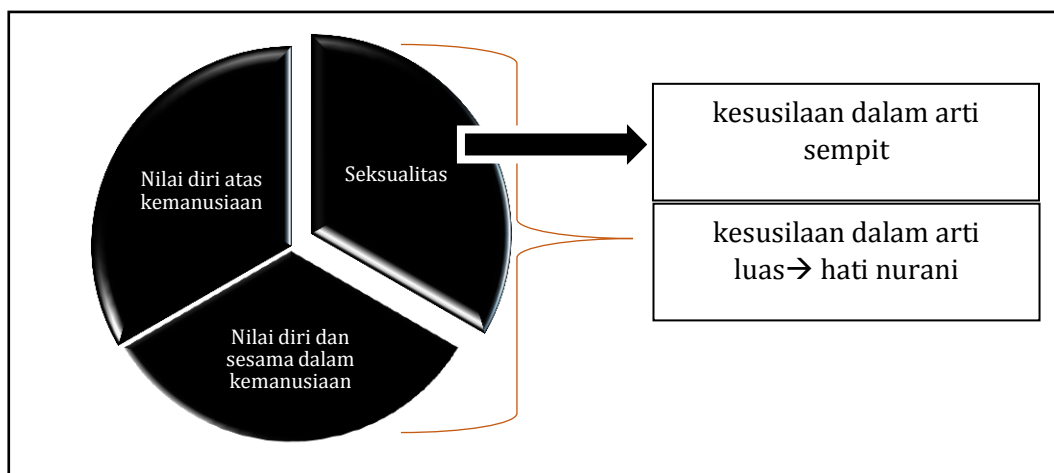 Nilai diri atas
kemanusiaan
Seksualitas
Nilai diri dan
sesama dalam
kemanusiaan
kesusilaan dalam arti
sempit
kesusilaan dalam arti
luas→ hati nurani